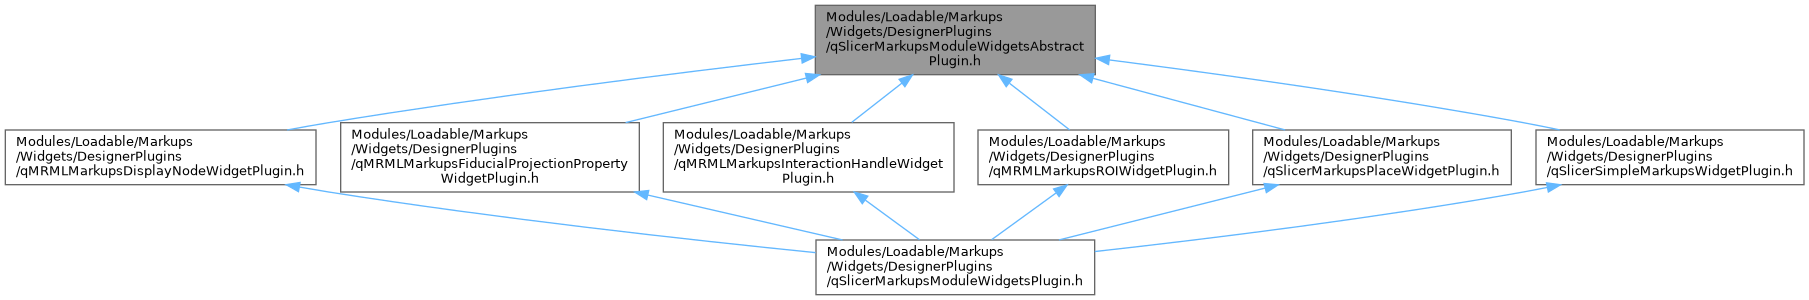 Modules/Loadable/Markups
/Widgets/DesignerPlugins
/qSlicerMarkupsModuleWidgetsAbstract
Plugin.h
Modules/Loadable/Markups
/Widgets/DesignerPlugins
/qMRMLMarkupsDisplayNodeWidgetPlugin.h
Modules/Loadable/Markups
/Widgets/DesignerPlugins
/qMRMLMarkupsFiducialProjectionProperty
WidgetPlugin.h
Modules/Loadable/Markups
/Widgets/DesignerPlugins
/qMRMLMarkupsInteractionHandleWidget
Plugin.h
Modules/Loadable/Markups
/Widgets/DesignerPlugins
/qMRMLMarkupsROIWidgetPlugin.h
Modules/Loadable/Markups
/Widgets/DesignerPlugins
/qSlicerMarkupsPlaceWidgetPlugin.h
Modules/Loadable/Markups
/Widgets/DesignerPlugins
/qSlicerSimpleMarkupsWidgetPlugin.h
Modules/Loadable/Markups
/Widgets/DesignerPlugins
/qSlicerMarkupsModuleWidgetsPlugin.h